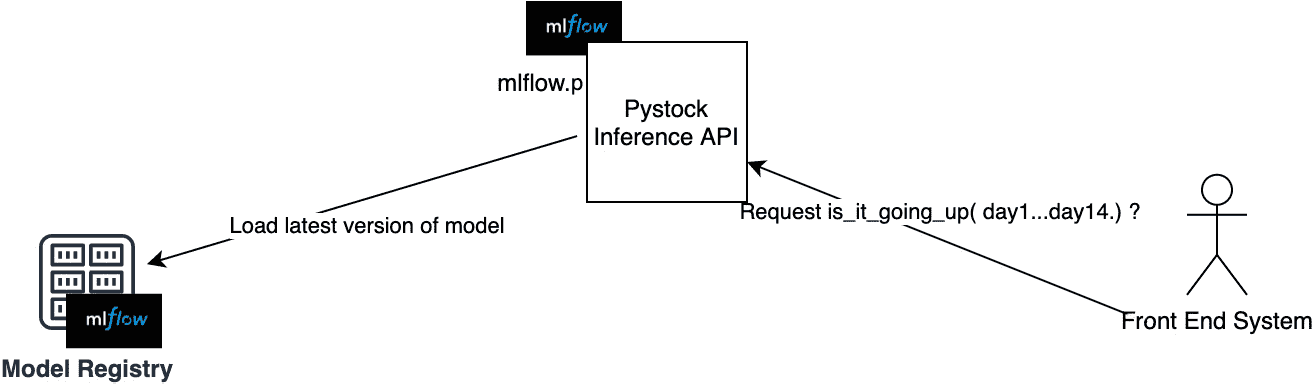 mlflow
mlflow.p
Pystock
Inference API
Load latest version of model
Request is_it_going_up( day1...day14.) ?
mlflow
Front End System
Model Registry